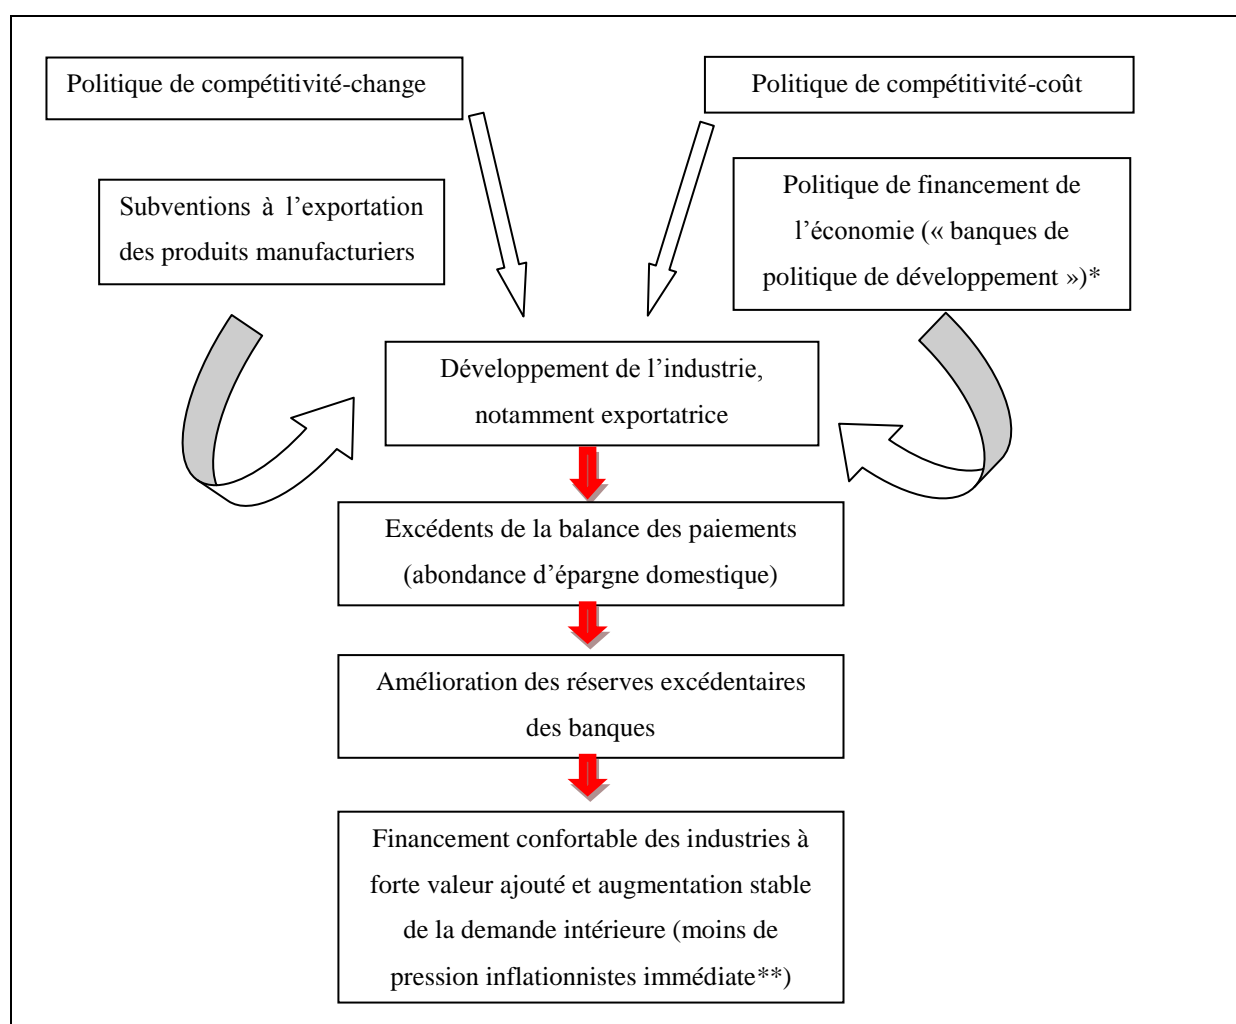 Politique de compétitivité-change
Politique de compétitivité-coût
Subventions à l’exportation
des produits manufacturiers
Politique de financement de
l’économie (« banques de
politique de développement »)*
Développement de l’industrie,
notamment exportatrice
Excédents de la balance des paiements
(abondance d’épargne domestique)
Amélioration des réserves excédentaires
des banques
Financement confortable des industries à
forte valeur ajouté et augmentation stable
de la demande intérieure (moins de
pression inflationnistes immédiate**)